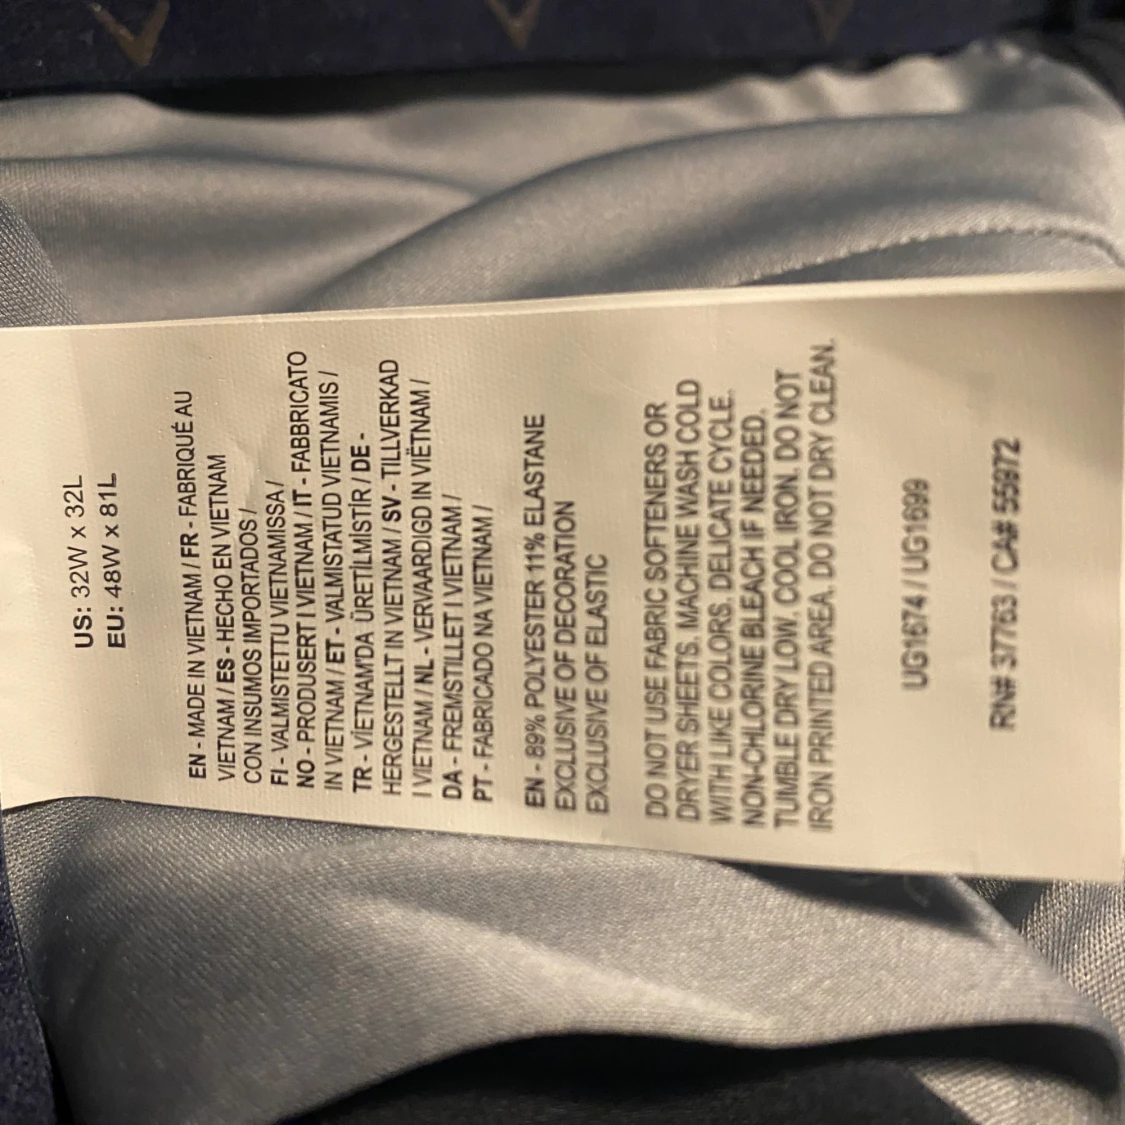 US: 32W x 32L
EU: 48W x 81L
EN - MADE IN VIETNAM / FR - FABRIQUÉ AU
VIETNAM / ES - HECHO EN VIETNAM
CON INSUMOS IMPORTADOS /
FI - VALMISTETTU VIETNAMISSA /
NO - PRODUSERT I VIETNAM / IT - FABBRICATO
IN VIETNAM / ET - VALMISTATUD VIETNAMIS /
TR - VİETNAM'DA ÜRETİLMİSTİR / DE -
HERGESTELLT IN VIETNAM / SV - TILLVERKAD
I VIETNAM / NL - VERVAARDIGD IN VIËTNAM /
DA - FREMSTILLET I VIETNAM /
PT - FABRICADO NA VIETNAM /
EN - 89% POLYESTER 11% ELASTANE
EXCLUSIVE OF DECORATION
EXCLUSIVE OF ELASTIC
DO NOT USE FABRIC SOFTENERS OR
DRYER SHEETS. MACHINE WASH COLD
WITH LIKE COLORS. DELICATE CYCLE.
NON-CHLORINE BLEACH IF NEEDED.
TUMBLE DRY LOW. COOL IRON. DO NOT
IRON PRINTED AREA. DO NOT DRY CLEAN.
UG1674 / UG1699
RN# 37763 / CA# 55972